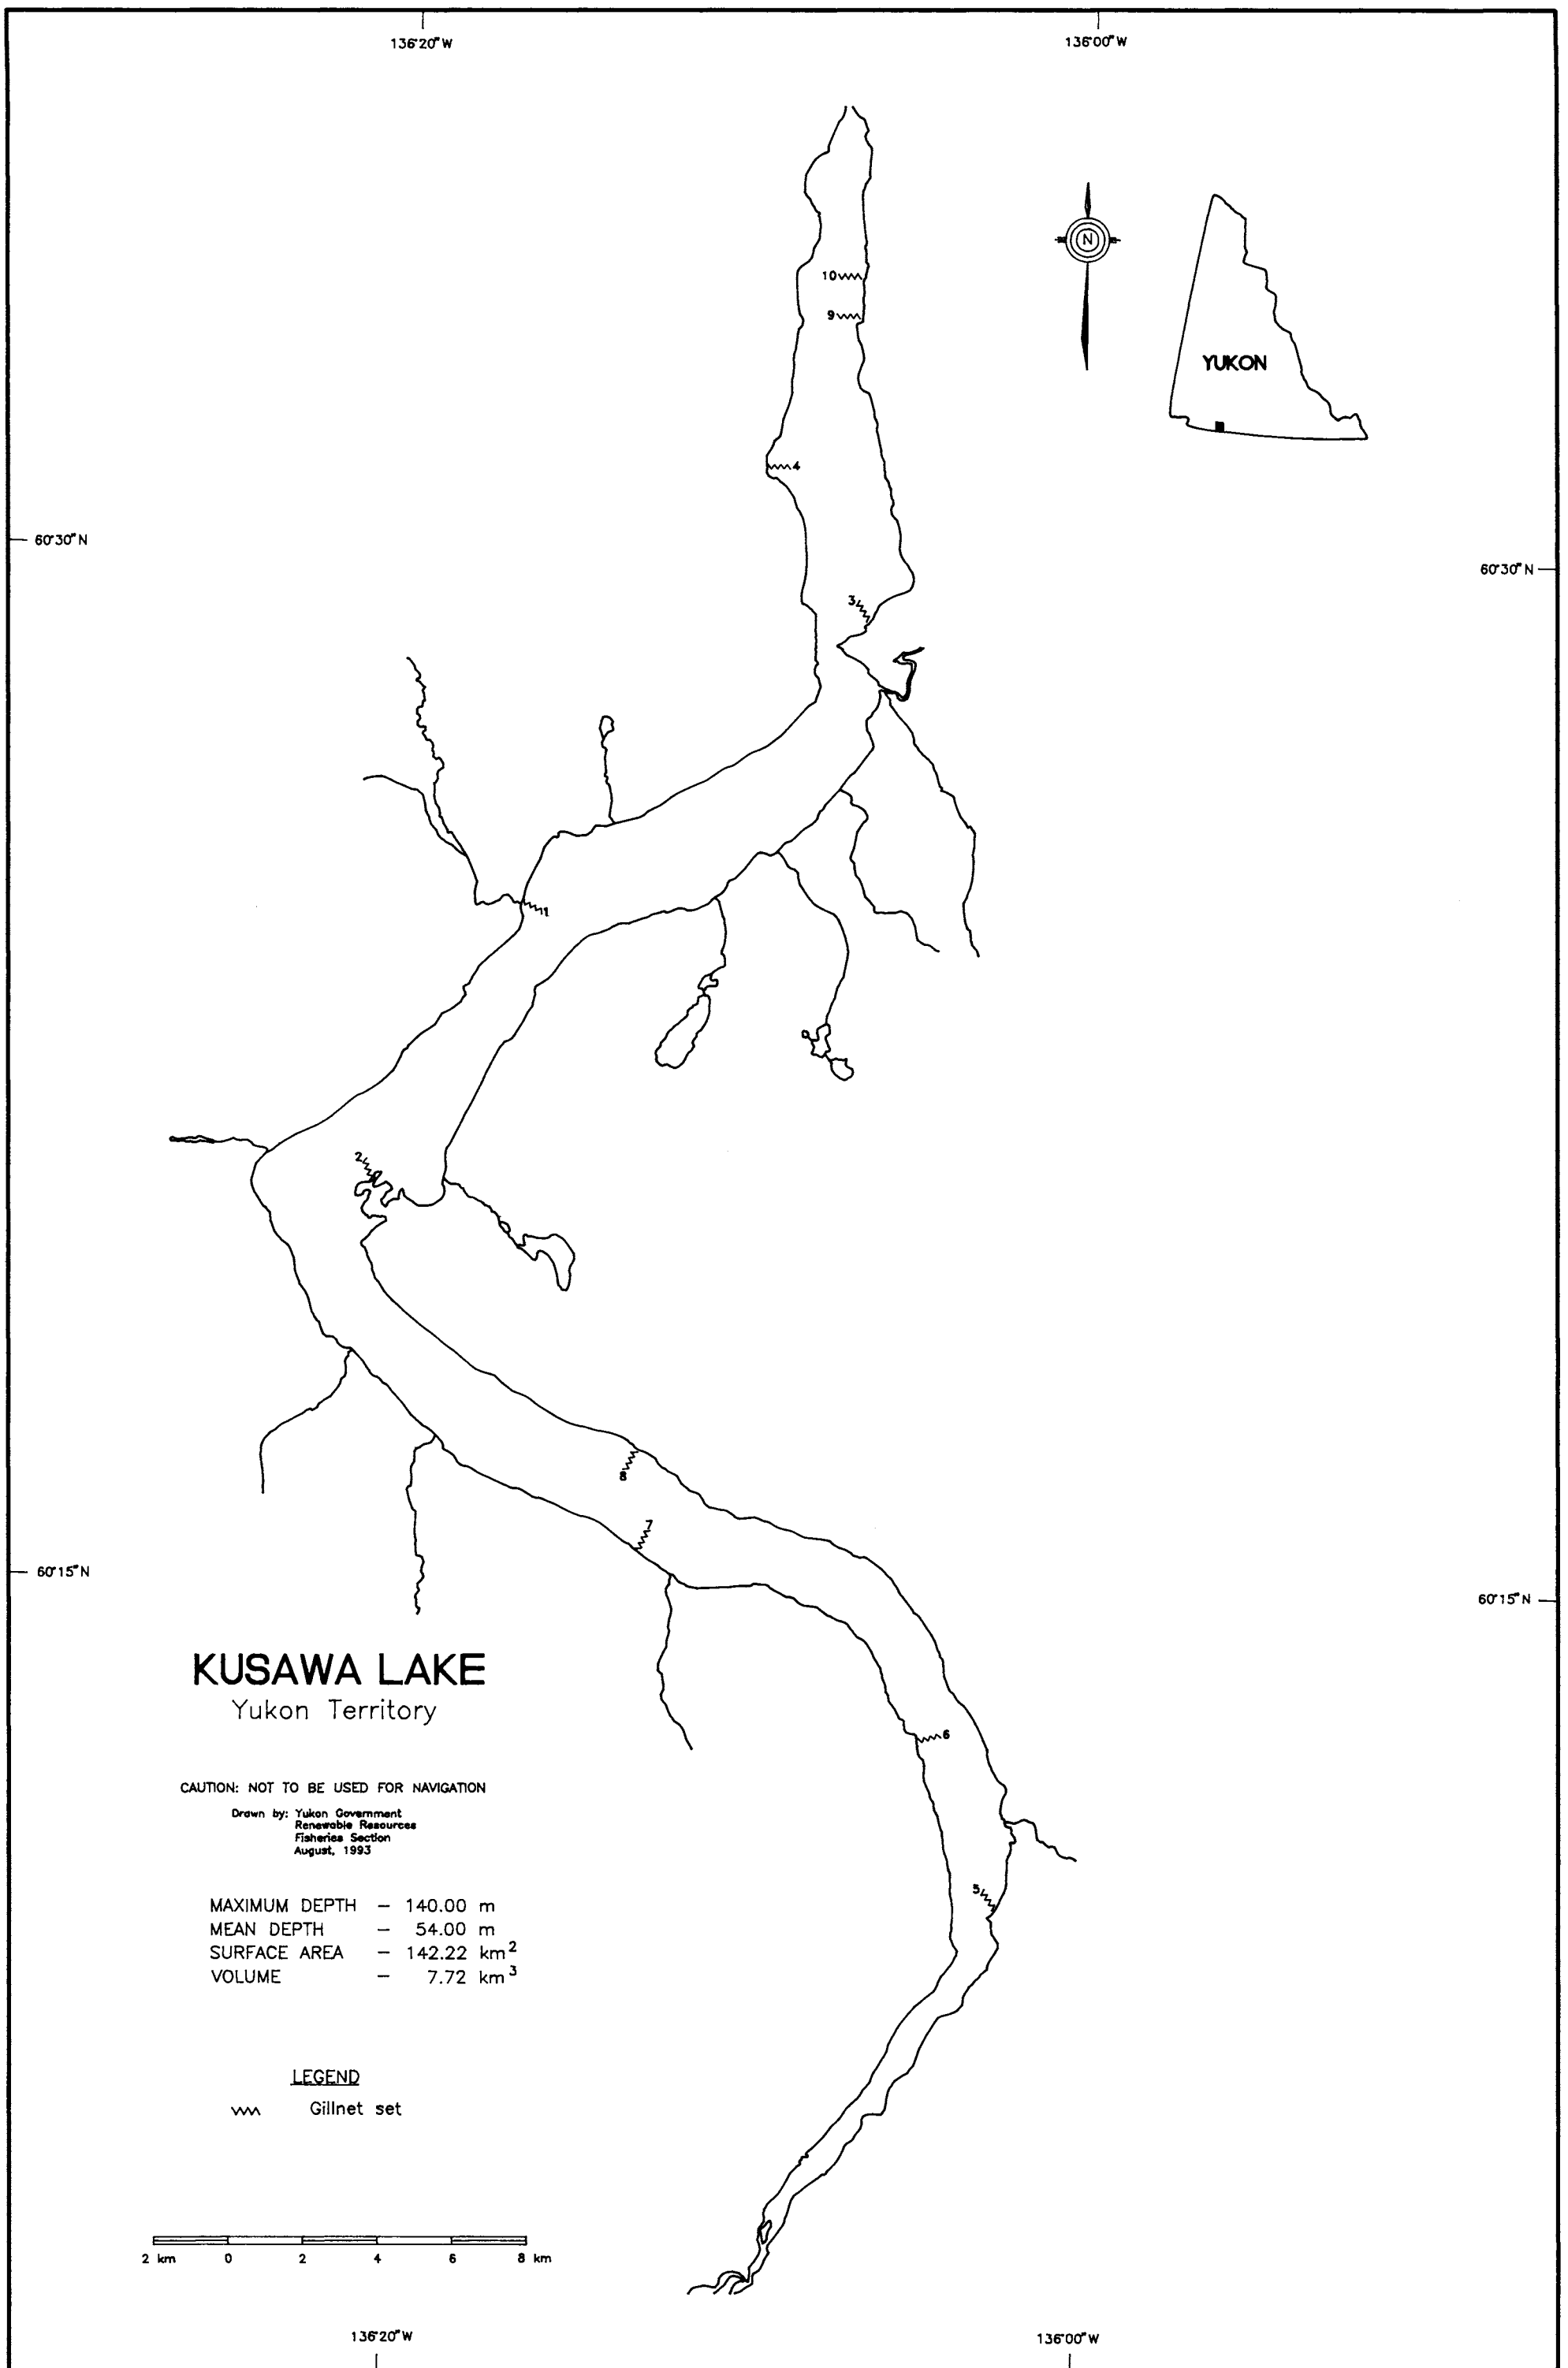 136°20" W
136°00" W
N
YUKON
10
9
4
60°30" N
60°30" N
3
1
2
8
7
60°15" N
60°15" N
KUSAWA LAKE
Yukon Territory
6
CAUTION: NOT TO BE USED FOR NAVIGATION
Drawn by: Yukon Government
Renewable Resources
Fisheries Section
August, 1993
5
MAXIMUM DEPTH – 140.00 m
MEAN DEPTH – 54.00 m
SURFACE AREA – 142.22 km²
VOLUME – 7.72 km³
LEGEND
Gillnet set
2 km 0 2 4 6 8 km
136°20" W
136°00" W